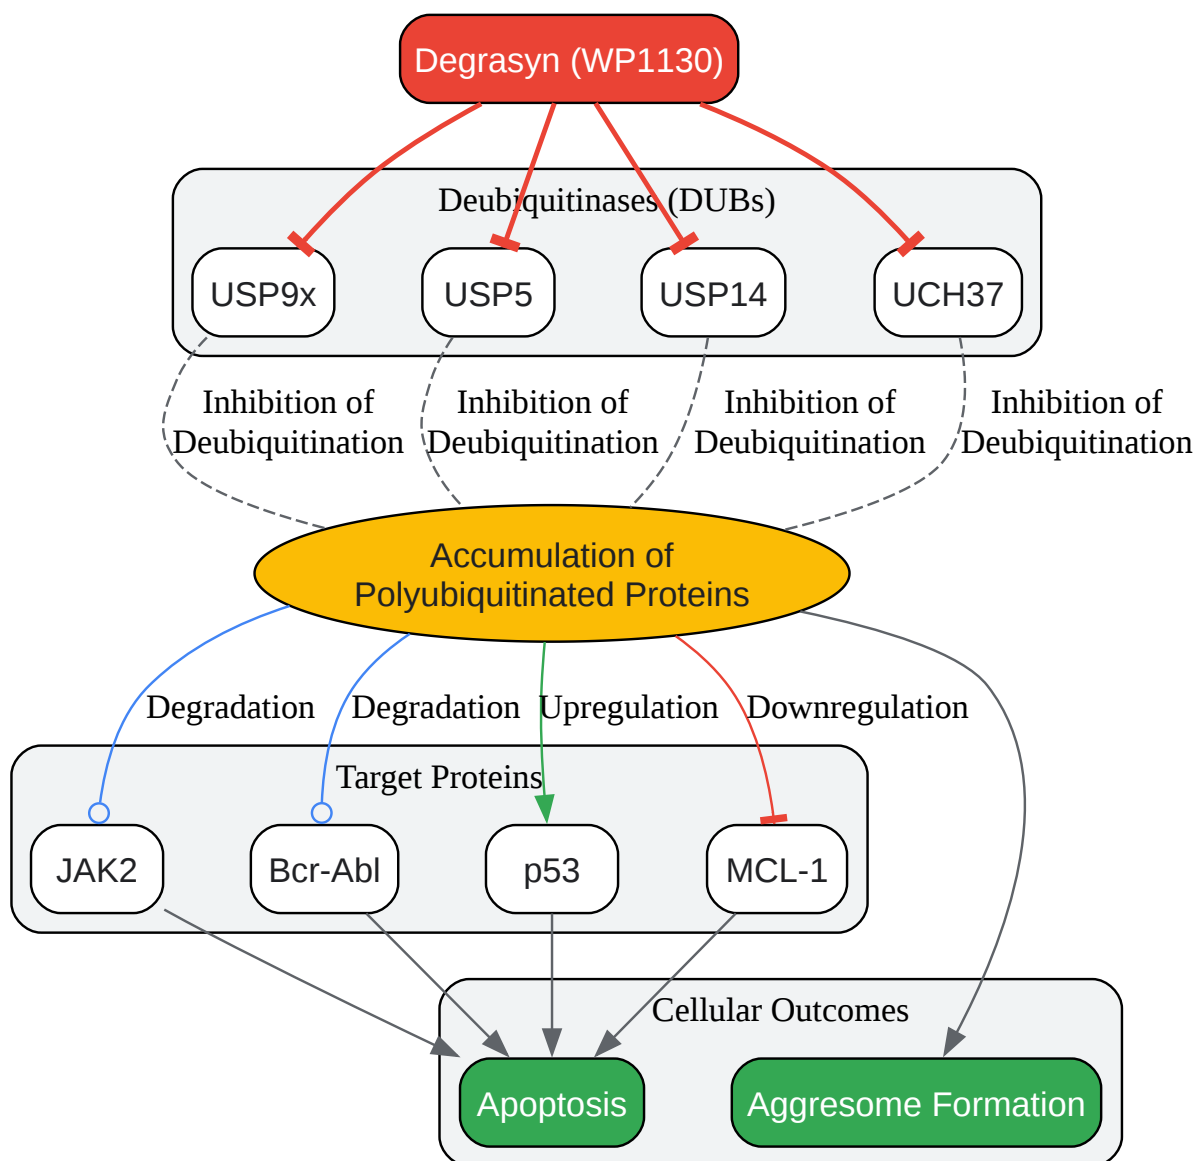 Degrasyn (WP1130)
Deubiquitinases (DUBs)
USP9x
USP5
USP14
UCH37
Inhibition of
Deubiquitination
Inhibition of
Deubiquitination
Inhibition of
Deubiquitination
Inhibition of
Deubiquitination
Accumulation of
Polyubiquitinated Proteins
Degradation
Degradation
Upregulation
Downregulation
Target Proteins
JAK2
Bcr-Abl
p53
MCL-1
Cellular Outcomes
Apoptosis
Aggresome Formation